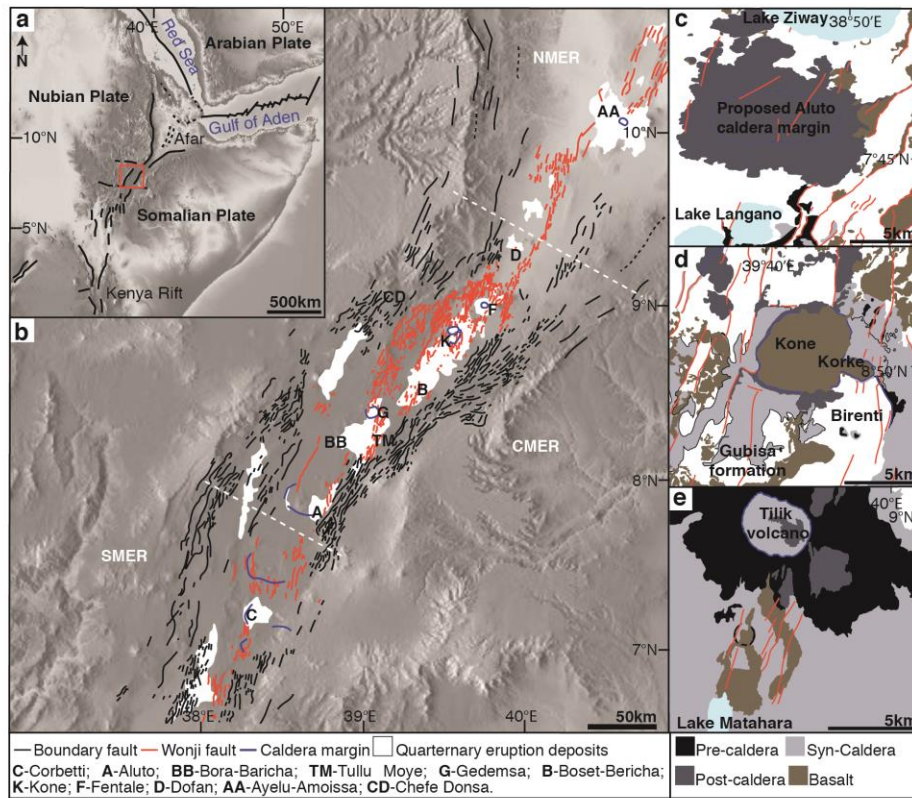 a
40°E
50°E
N
Red Sea
Arabian Plate
Nubian Plate
Gulf of Aden
10°N
Afar
Somalian Plate
5°N
Kenya Rift
500km
b
NMER
AA
10°N
D
CD
9°N
F
K
B
G
BB
TM
CMER
8°N
A
SMER
C
7°N
38°E
39°E
40°E
50km
c
Lake Ziway
38°50'E
Proposed Aluto
caldera margin
7°45'N
Lake Langano
5km
d
39°40'E
Kone
Korke
8°50'N
Birenti
Gubisa
formation
5km
e
40°E
9°N
Tilik
volcano
Lake Matahara
5km
Boundary fault Wonji fault Caldera margin Quarternary eruption deposits
C-Corbetti; A-Aluto; BB-Bora-Baricha; TM-Tullu Moye; G-Gedemsa; B-Boset-Bericha;
K-Kone; F-Fentale; D-Dofan; AA-Ayelu-Amoissa; CD-Chefe Donsa.
Pre-caldera Syn-Caldera
Post-caldera Basalt